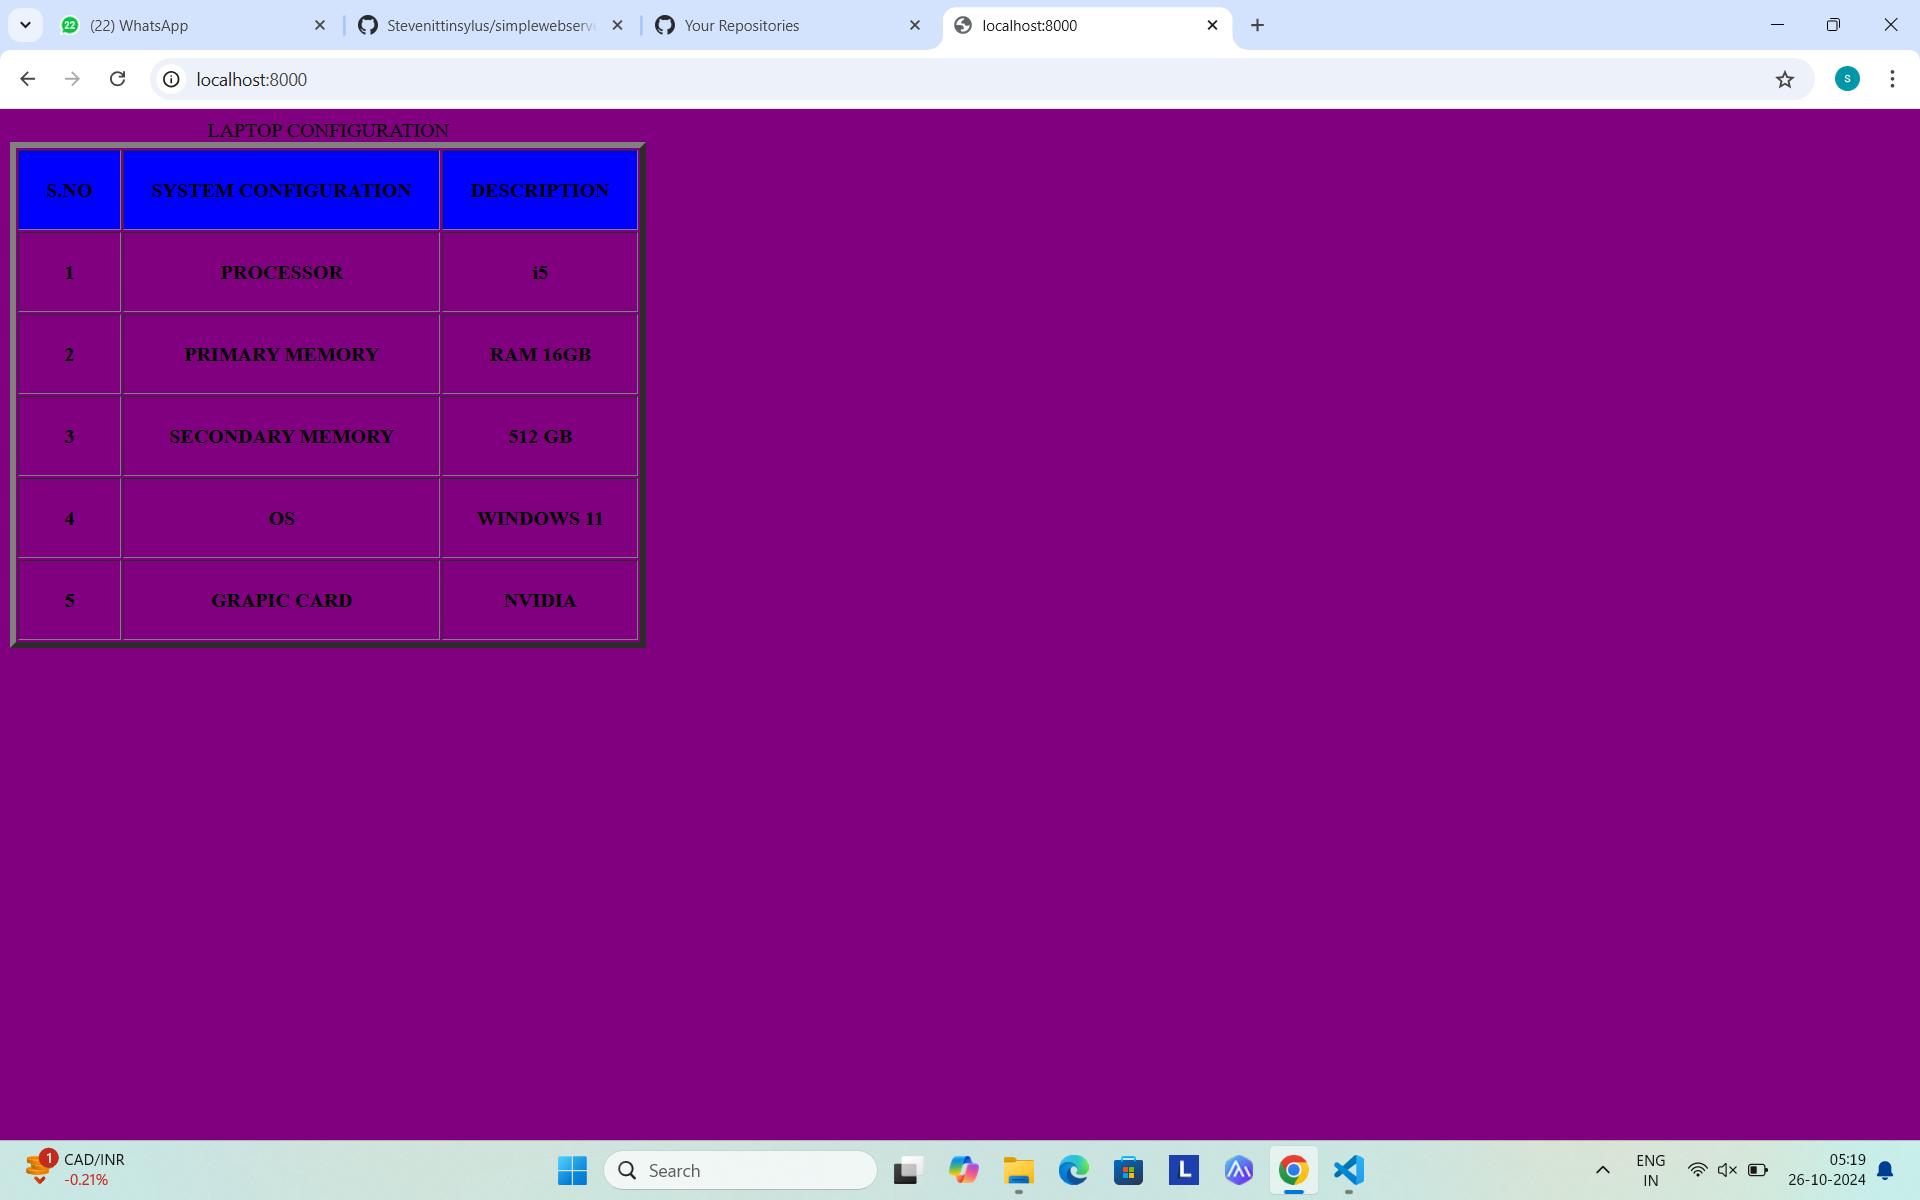 22
(22) WhatsApp
Stevenittinsylus/simplewebserv
Your Repositories
localhost:8000
localhost:8000
s
LAPTOP CONFIGURATION
S.NO SYSTEM CONFIGURATION DESCRIPTION
1 PROCESSOR i5
2 PRIMARY MEMORY RAM 16GB
3 SECONDARY MEMORY 512 GB
4 OS WINDOWS 11
5 GRAPIC CARD NVIDIA
1
CAD/INR
-0.21%
Search
L
ENG
IN
05:19
26-10-2024